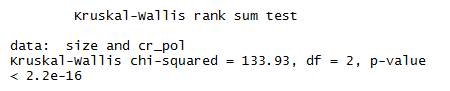 Kruskal-Wallis rank sum test
data:  size and cr_pol
Kruskal-Wallis chi-squared = 133.93, df = 2, p-value
< 2.2e-16